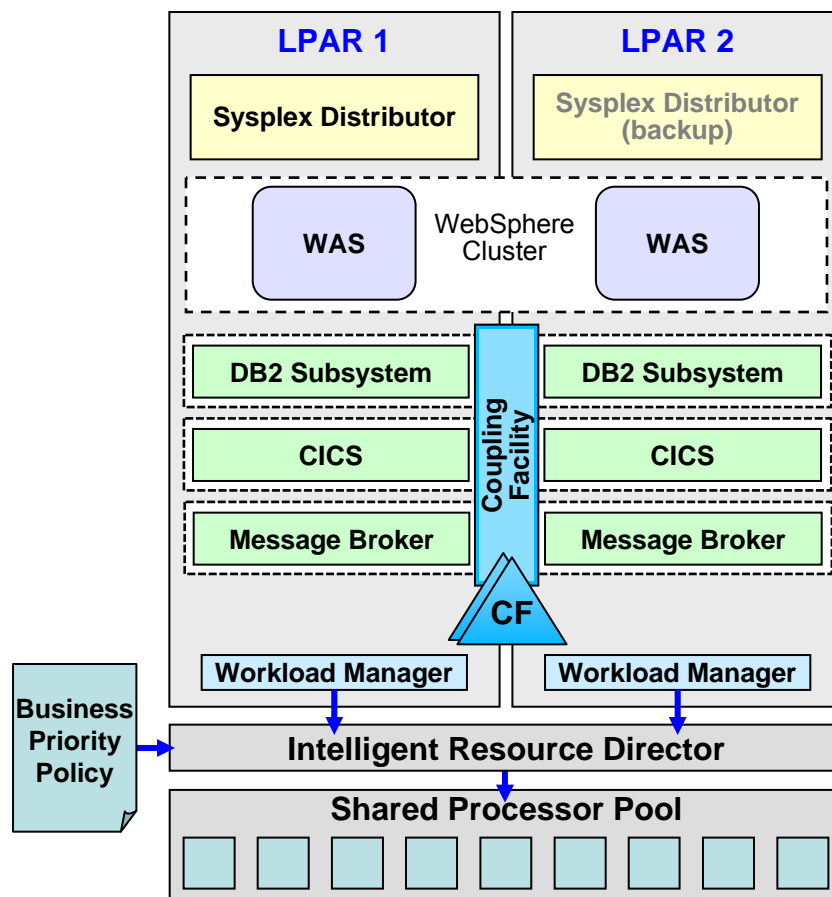 LPAR 1
LPAR 2
Sysplex Distributor
Sysplex Distributor
(backup)
WAS
WebSphere
Cluster
WAS
DB2 Subsystem
DB2 Subsystem
Coupling
Facility
CICS
CICS
Message Broker
Message Broker
CF
Workload Manager
Workload Manager
Business
Priority
Policy
Intelligent Resource Director
Shared Processor Pool